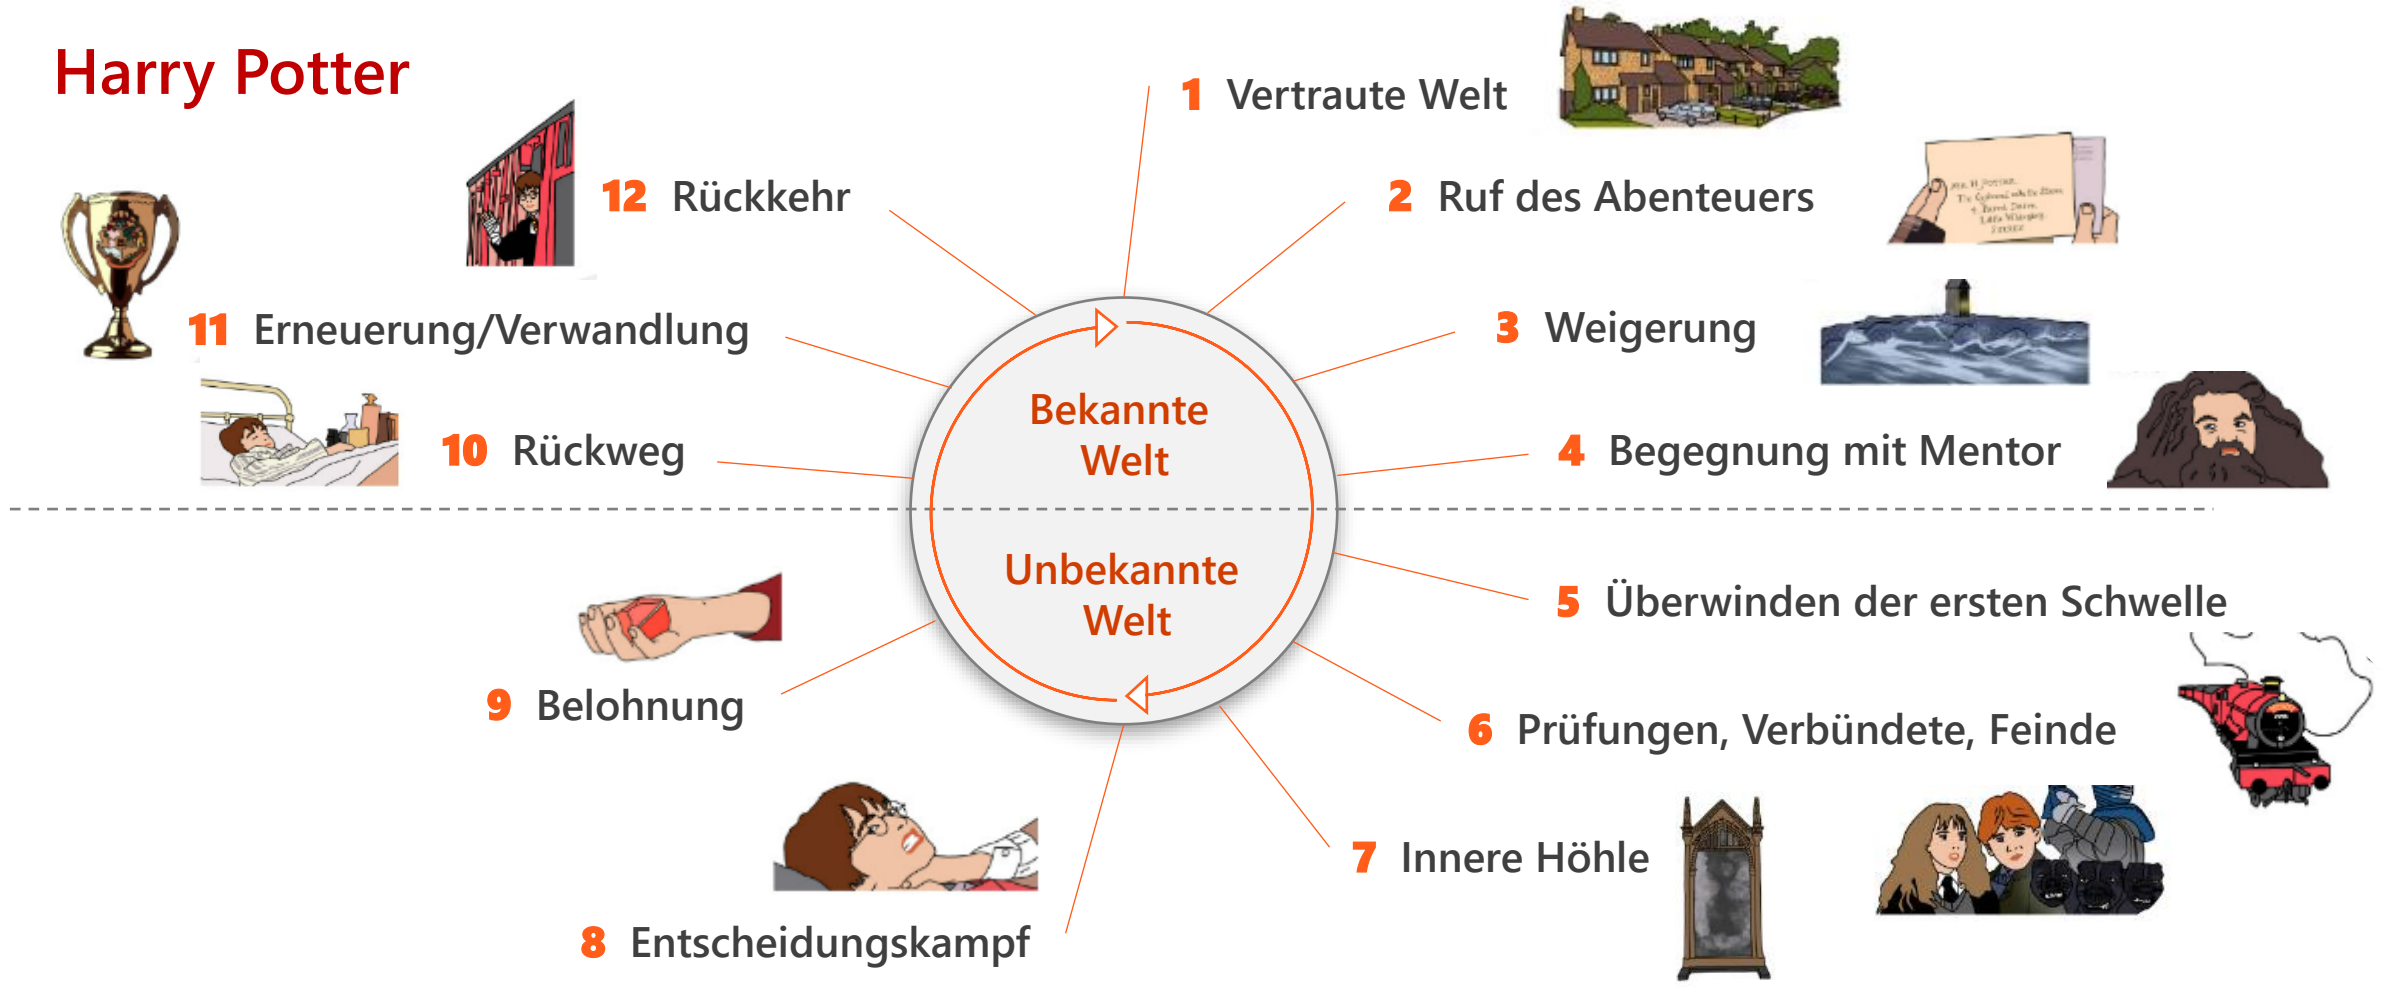 Harry Potter
1 Vertraute Welt
2 Ruf des Abenteuers
MR H POTTER
3 Weigerung
4 Begegnung mit Mentor
5 Überwinden der ersten Schwelle
6 Prüfungen, Verbündete, Feinde
7 Innere Höhle
8 Entscheidungskampf
9 Belohnung
10 Rückweg
11 Erneuerung/Verwandlung
12 Rückkehr
Bekannte
Welt
Unbekannte
Welt